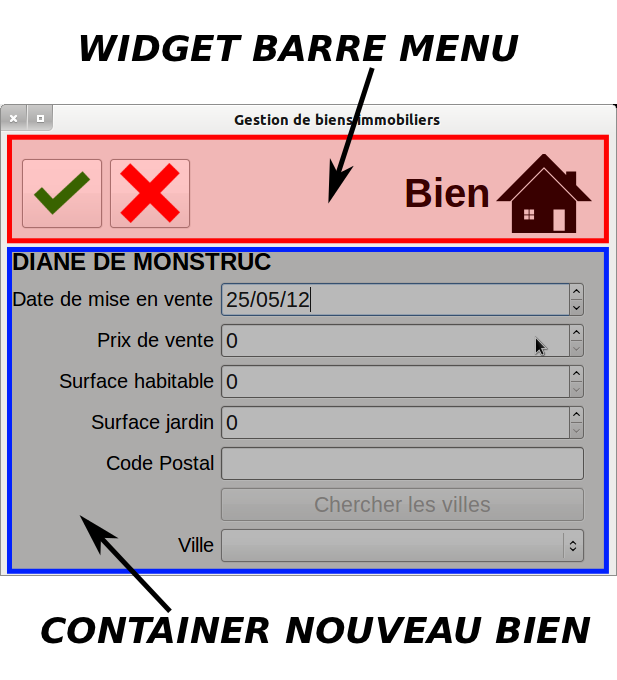 WIDGET BARRE MENU
Gestion de biens immobiliers
Bien
DIANE DE MONSTRUC
Date de mise en vente 25/05/12
Prix de vente 0
Surface habitable 0
Surface jardin 0
Code Postal
Chercher les villes
Ville
CONTAINER NOUVEAU BIEN